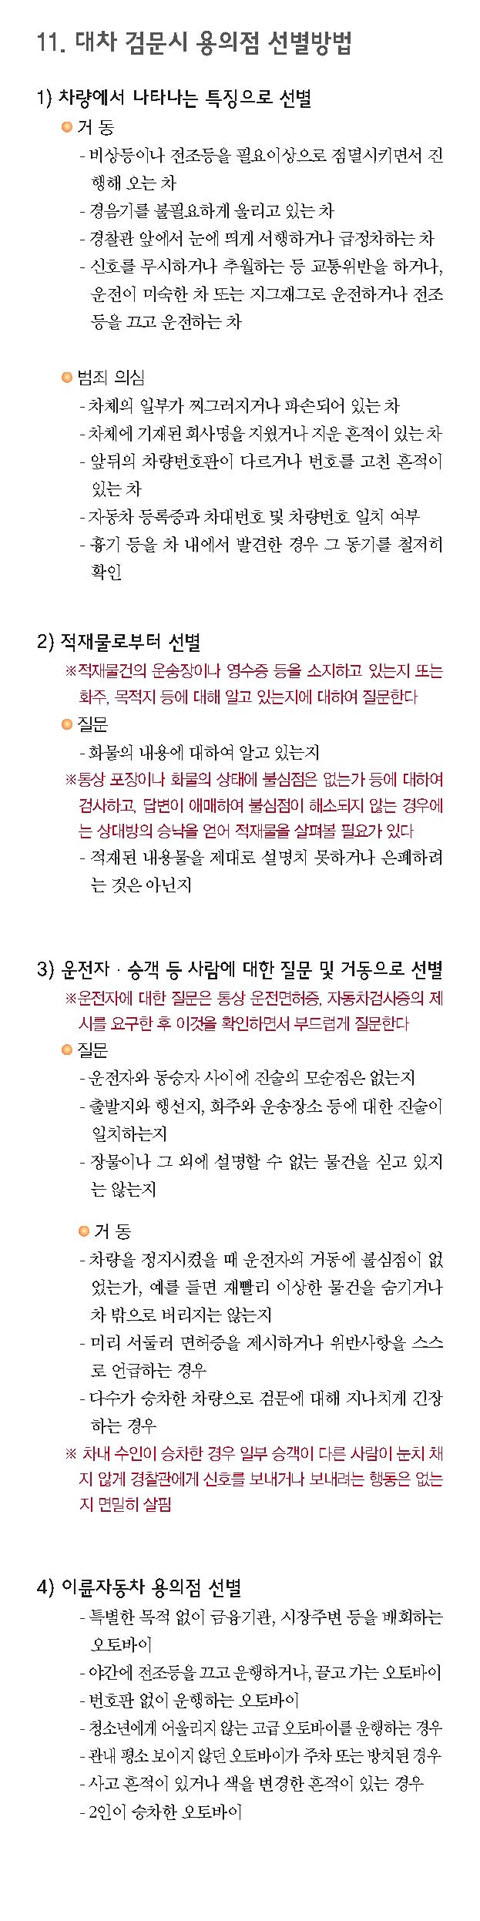 11. 대차 검문시 용의점 선별방법
1) 차량에서 나타나는 특징으로 선별
거 동
- 비상등이나 전조등을 필요이상으로 점멸시키면서 진
행해 오는 차
- 경음기를 불필요하게 울리고 있는 차
- 경찰관 앞에서 눈에 띄게 서행하거나 급정차하는 차
- 신호를 무시하거나 추월하는 등 교통위반을 하거나,
운전이 미숙한 차 또는 지그재그로 운전하거나 전조
등을 끄고 운전하는 차
범죄 의심
- 차체의 일부가 찌그러지거나 파손되어 있는 차
- 차체에 기재된 회사명을 지웠거나 지운 흔적이 있는 차
- 앞뒤의 차량번호판이 다르거나 번호를 고친 흔적이
있는 차
- 자동차 등록증과 차대번호 및 차량번호 일치 여부
- 흉기 등을 차 내에서 발견한 경우 그 동기를 철저히
확인
2) 적재물로부터 선별
※적재물건의 운송장이나 영수증 등을 소지하고 있는지 또는
화주, 목적지 등에 대해 알고 있는지에 대하여 질문한다
질문
- 화물의 내용에 대하여 알고 있는지
※통상 포장이나 화물의 상태에 불심점은 없는가 등에 대하여
검사하고, 답변이 애매하여 불심점이 해소되지 않는 경우에
는 상대방의 승낙을 얻어 적재물을 살펴볼 필요가 있다
- 적재된 내용물을 제대로 설명치 못하거나 은폐하려
는 것은 아닌지
3) 운전자 · 승객 등 사람에 대한 질문 및 거동으로 선별
※운전자에 대한 질문은 통상 운전면허증, 자동차검사증의 제
시를 요구한 후 이것을 확인하면서 부드럽게 질문한다
질문
- 운전자와 동승자 사이에 진술의 모순점은 없는지
- 출발지와 행선지, 화주와 운송장소 등에 대한 진술이
일치하는지
- 장물이나 그 외에 설명할 수 없는 물건을 싣고 있지
는 않는지
거 동
- 차량을 정지시켰을 때 운전자의 거동에 불심점이 없
었는가, 예를 들면 재빨리 이상한 물건을 숨기거나
차 밖으로 버리지는 않는지
- 미리 서둘러 면허증을 제시하거나 위반사항을 스스
로 언급하는 경우
- 다수가 승차한 차량으로 검문에 대해 지나치게 긴장
하는 경우
※ 차내 수인이 승차한 경우 일부 승객이 다른 사람이 눈치 채
지 않게 경찰관에게 신호를 보내거나 보내려는 행동은 없는
지 면밀히 살핌
4) 이륜자동차 용의점 선별
- 특별한 목적 없이 금융기관, 시장주변 등을 배회하는
오토바이
- 야간에 전조등을 끄고 운행하거나, 끌고 가는 오토바이
- 번호판 없이 운행하는 오토바이
- 청소년에게 어울리지 않는 고급 오토바이를 운행하는 경우
- 관내 평소 보이지 않던 오토바이가 주차 또는 방치된 경우
- 사고 흔적이 있거나 색을 변경한 흔적이 있는 경우
- 2인이 승차한 오토바이